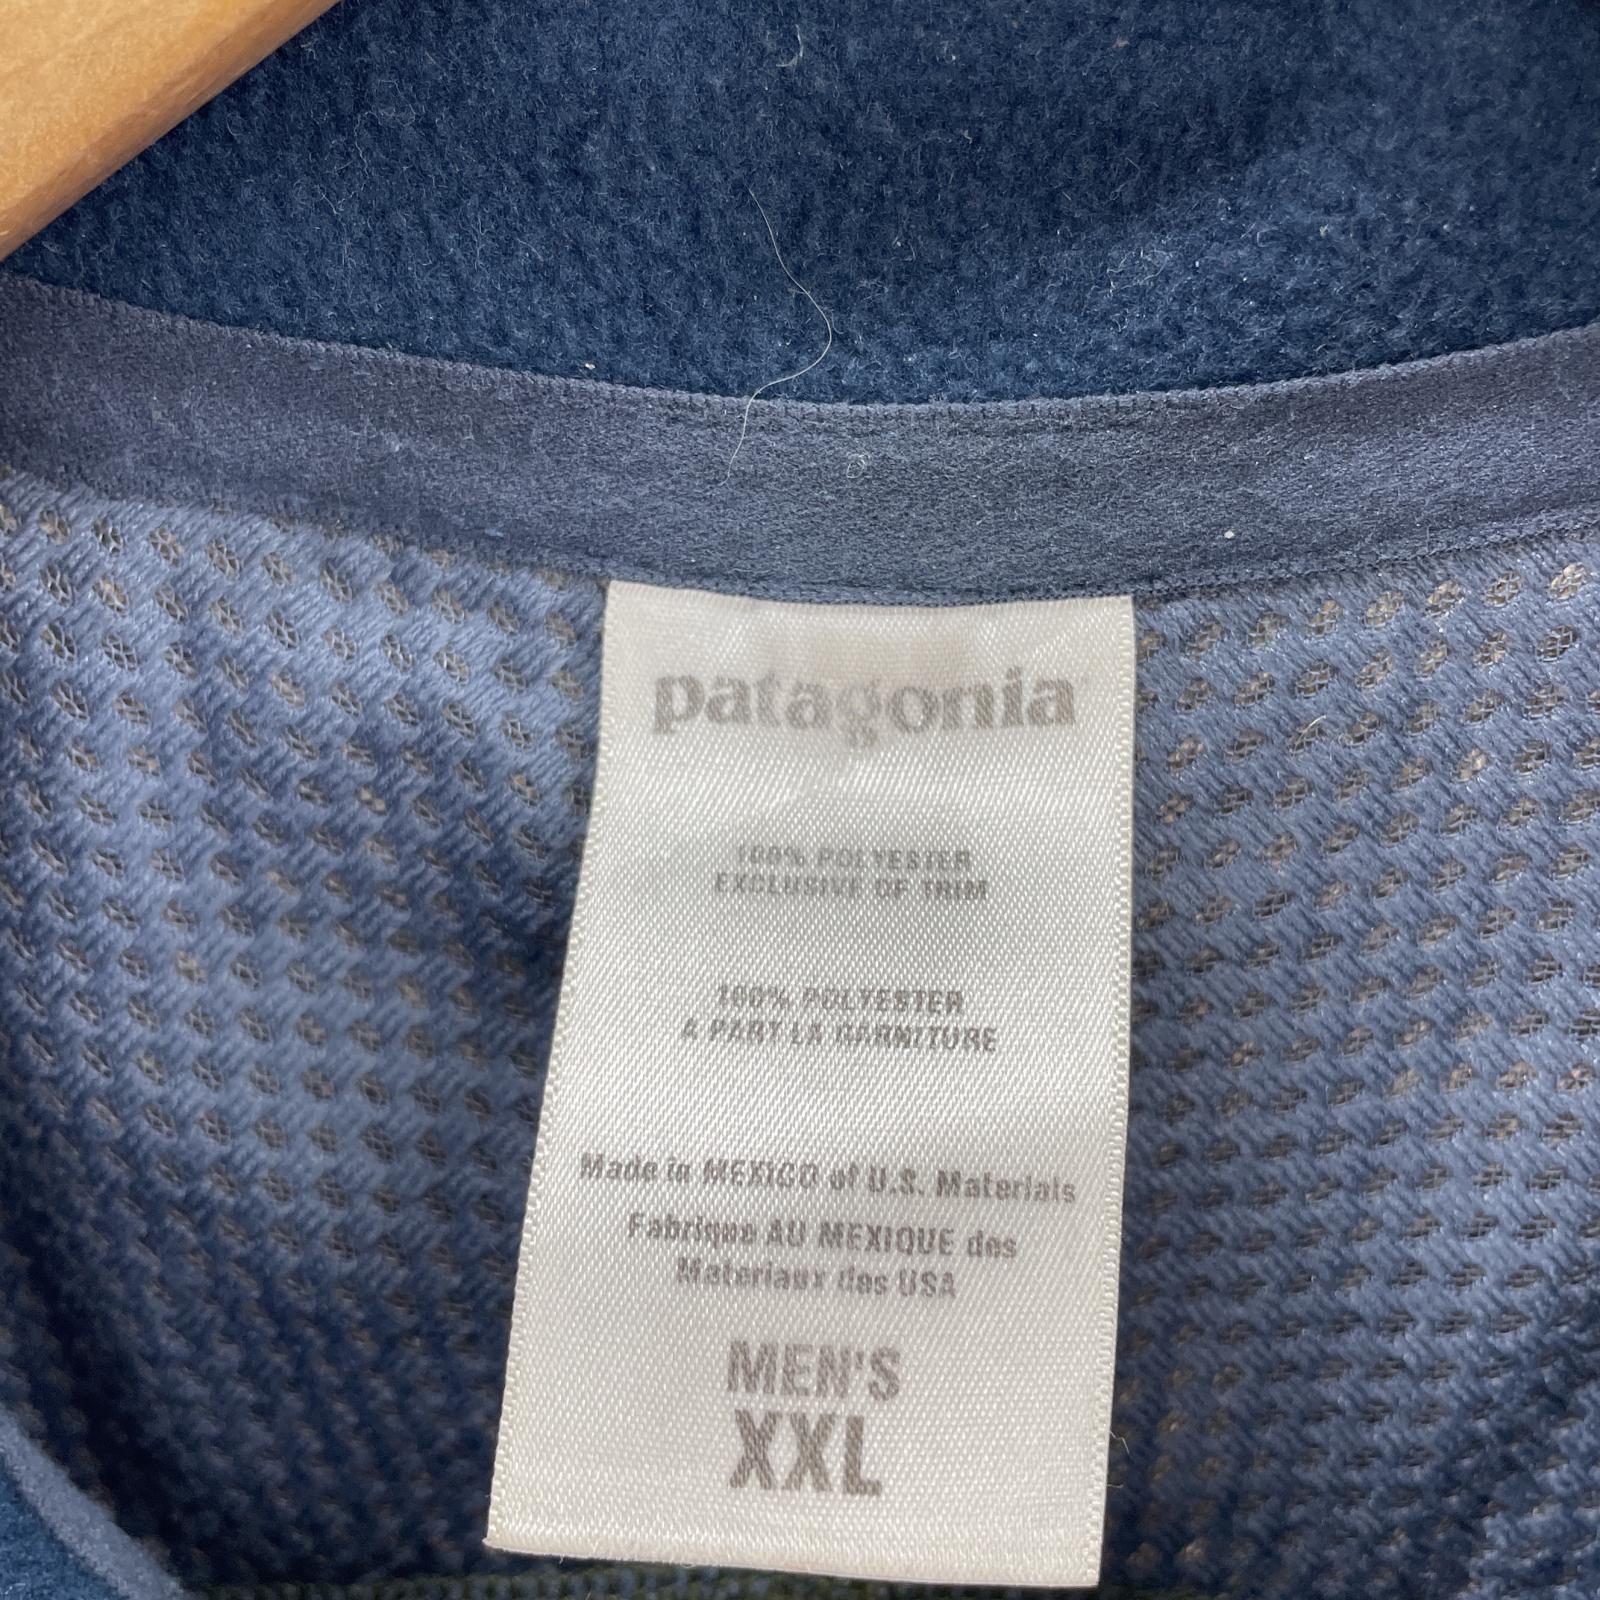 patagonia
100% POLYESTER
EXCLUSIVE OF TRIM
100% POLYESTER
A PART LA GARNITURE
Made in MEXICO of U.S. Materials
Fabrique AU MEXIQUE des
Materiaux des USA
MEN'S
XXL